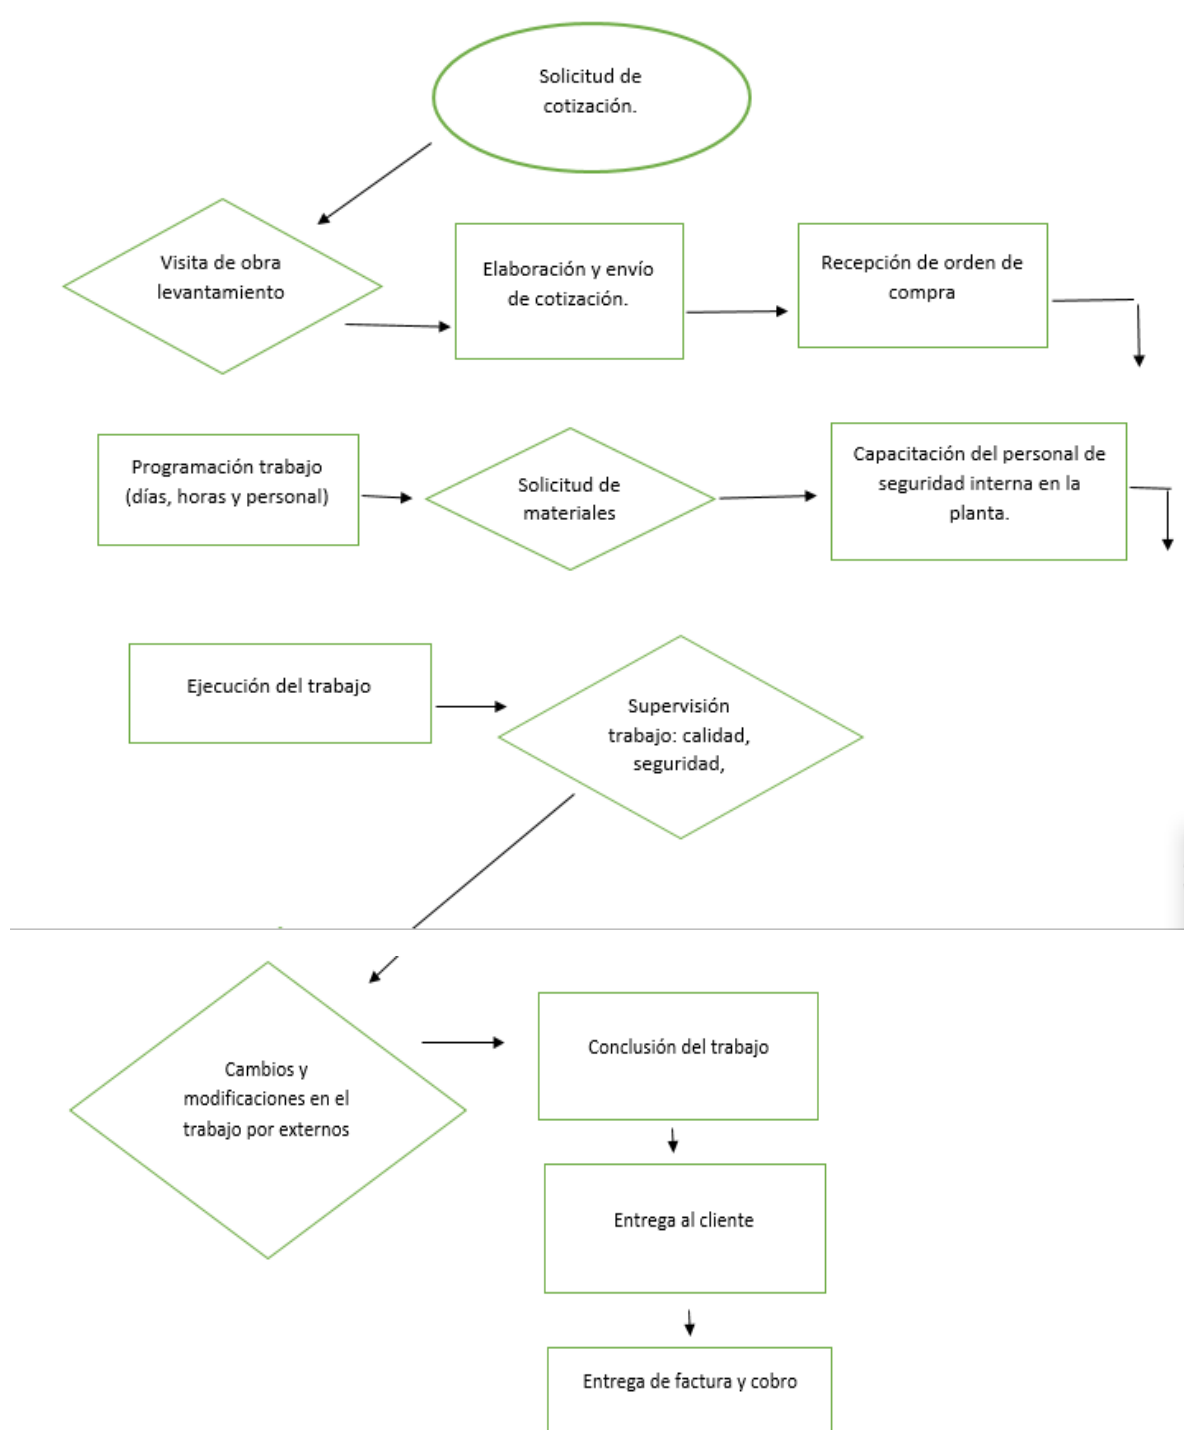 Solicitud de
cotización.
Visita de obra
levantamiento
Elaboración y envío
de cotización.
Recepción de orden de
compra
Programación trabajo
(días, horas y personal)
Solicitud de
materiales
Capacitación del personal de
seguridad interna en la
planta.
Ejecución del trabajo
Supervisión
trabajo: calidad,
seguridad,
Cambios y
modificaciones en el
trabajo por externos
Conclusión del trabajo
Entrega al cliente
Entrega de factura y cobro